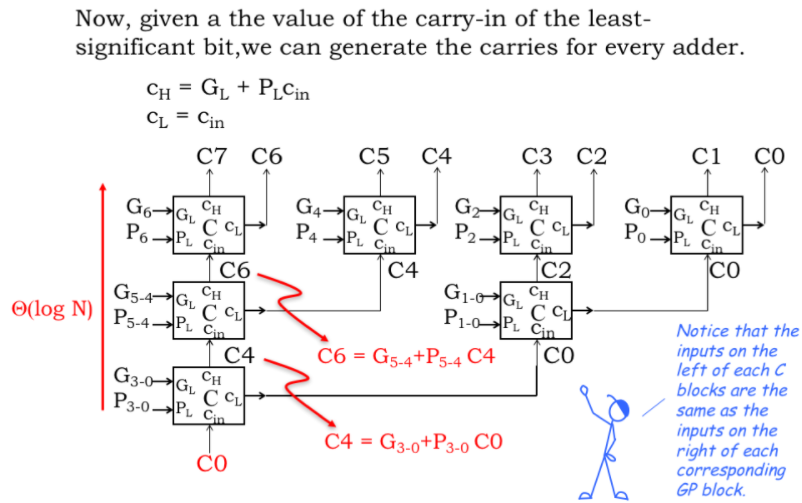 Now, given a the value of the carry-in of the least-
significant bit,we can generate the carries for every adder.
cH = GL + PLcin
cL = cin
C7 C6 C5 C4 C3 C2 C1 C0
G6 GL cH G4 GL cH G2 GL cH G0 GL cH
C cL C cL C cL C cL
P6 PL cin P4 PL cin P2 PL cin P0 PL cin
C6 C4 C2 C0
G5-4 GL cH G1-0 GL cH
Θ(log N) C cL C cL
P5-4 PL cin P1-0 PL cin
C4 C6 = G5-4+P5-4 C4 C0
G3-0 GL cH
C cL
P3-0 PL cin
C4 = G3-0+P3-0 C0
C0
Notice that the
inputs on the
left of each C
blocks are the
same as the
inputs on the
right of each
corresponding
GP block.